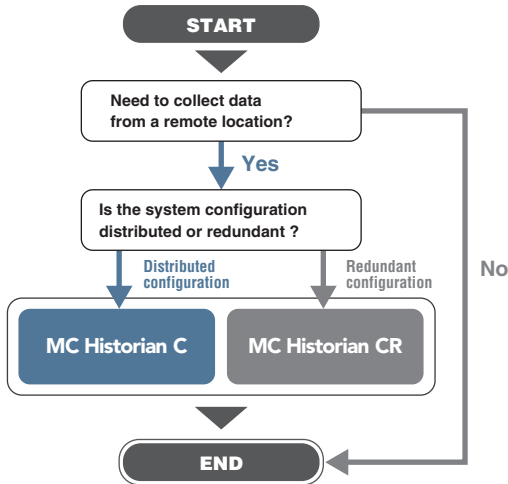 START
Need to collect data
from a remote location?
Yes
Is the system configuration
distributed or redundant ?
Distributed
configuration
Redundant
configuration
No
MC Historian C
MC Historian CR
END